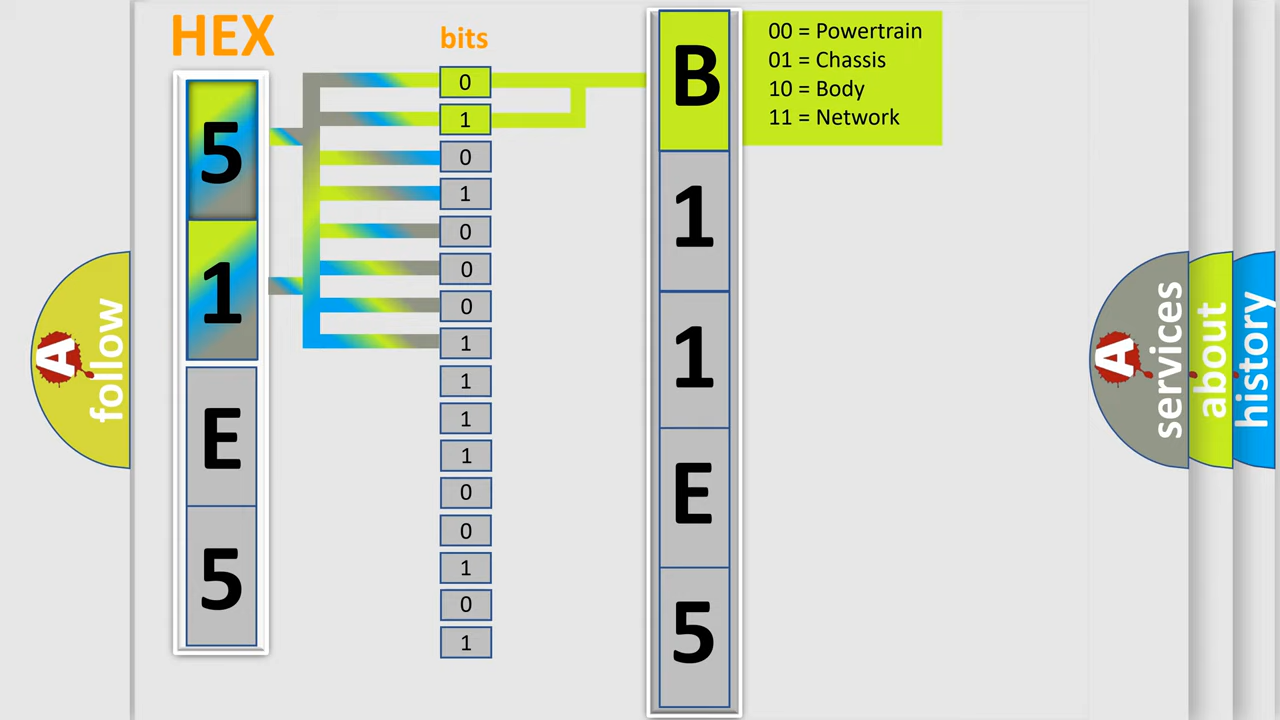 HEX
bits
5
1
E
5
0
1
0
1
0
0
0
1
1
1
1
0
0
1
0
1
B
1
1
E
5
00 = Powertrain
01 = Chassis
10 = Body
11 = Network
A
follow
A
services
about
history